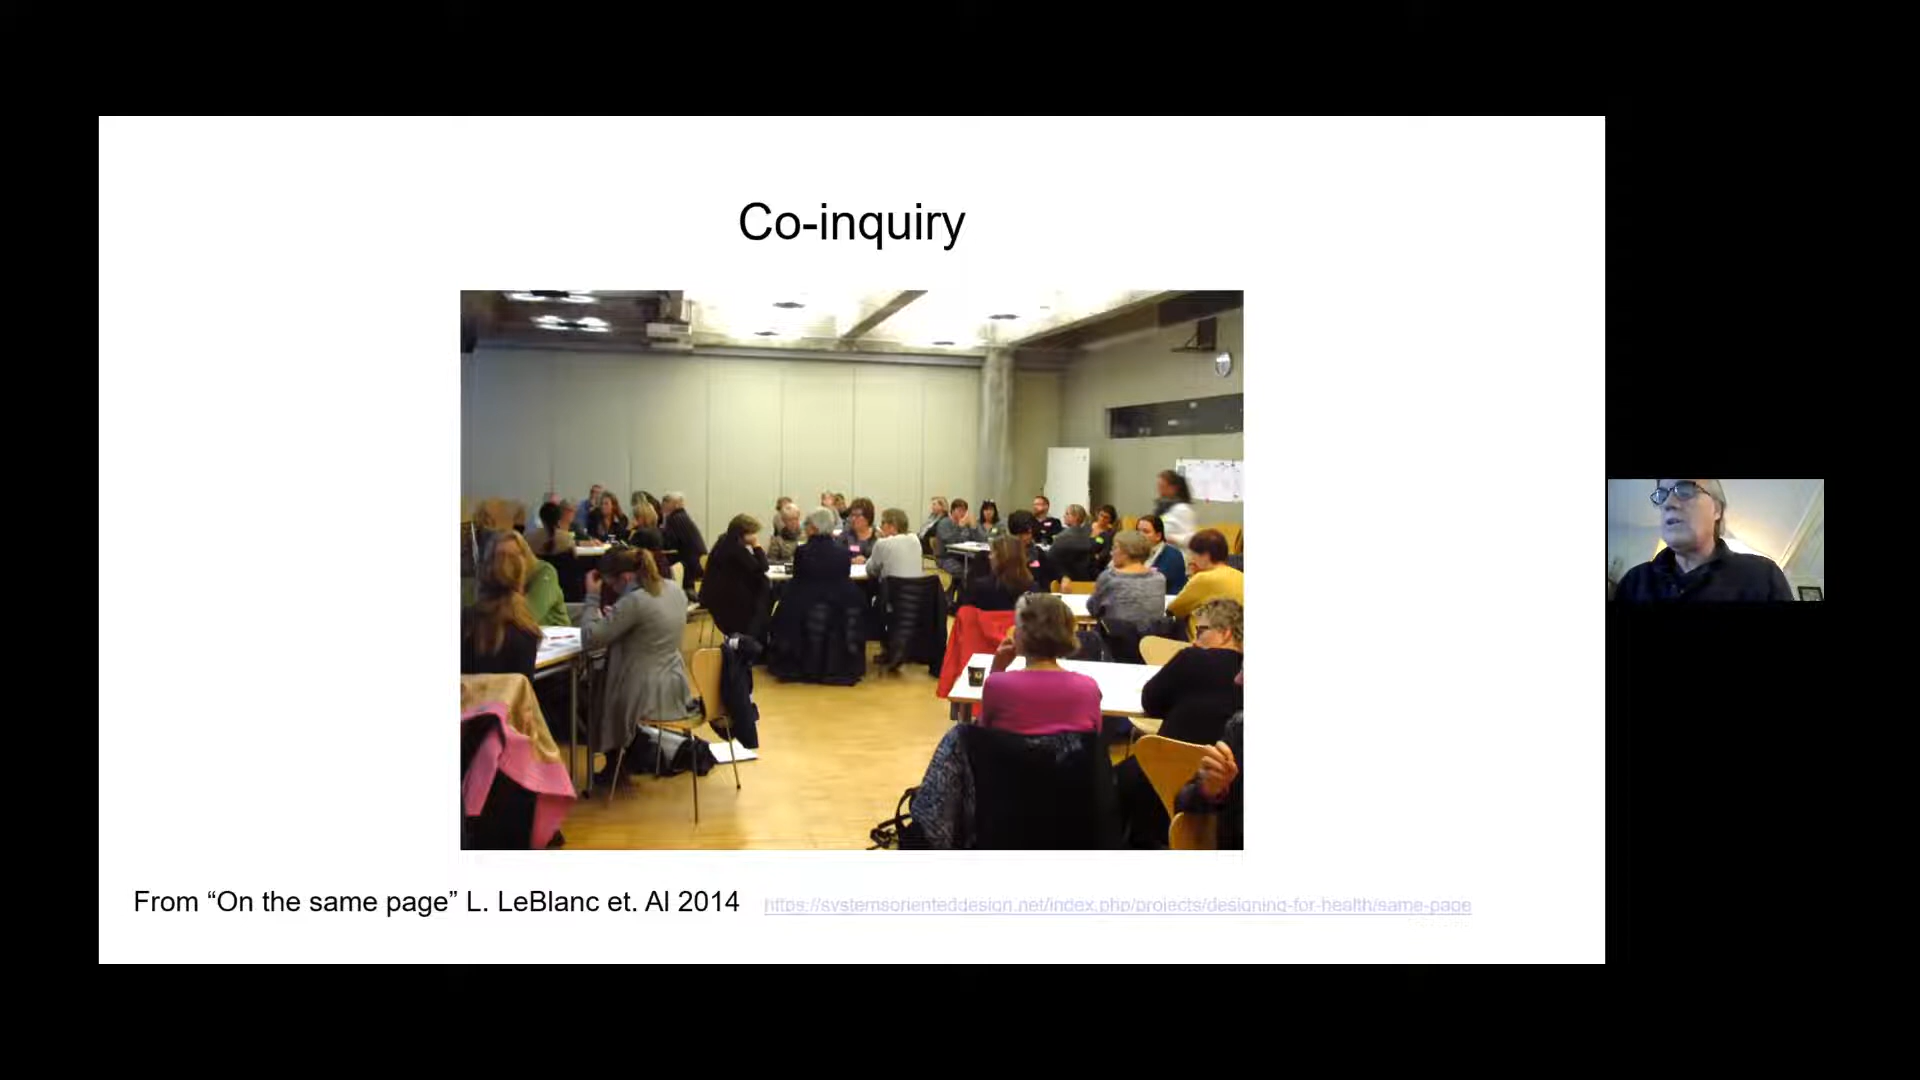 Co-inquiry
From “On the same page” L. LeBlanc et. Al 2014 https://systemsorienteddesign.net/index.php/projects/designing-for-health/same-page